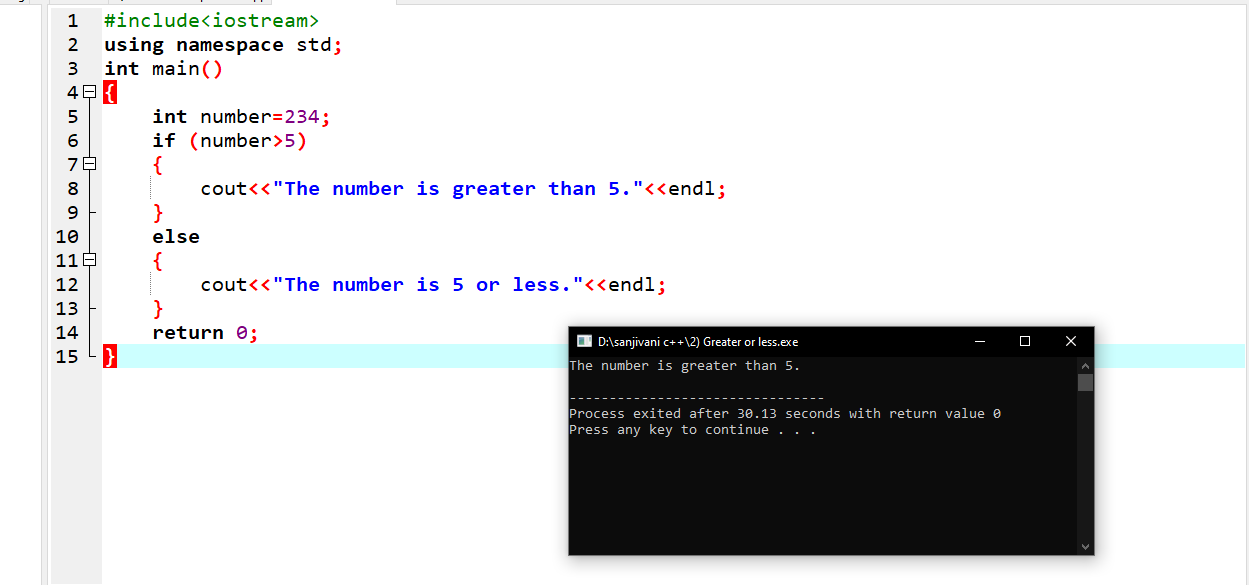 1 #include<iostream>
2 using namespace std;
3 int main()
4 {
5 int number=234;
6 if (number>5)
7 {
8 cout<<"The number is greater than 5."<<endl;
9 }
10 else
11 {
12 cout<<"The number is 5 or less."<<endl;
13 }
14 return 0;
15 }
D:\sanjivani c++\2) Greater or less.exe
The number is greater than 5.
--------------------------------
Process exited after 30.13 seconds with return value 0
Press any key to continue . . .